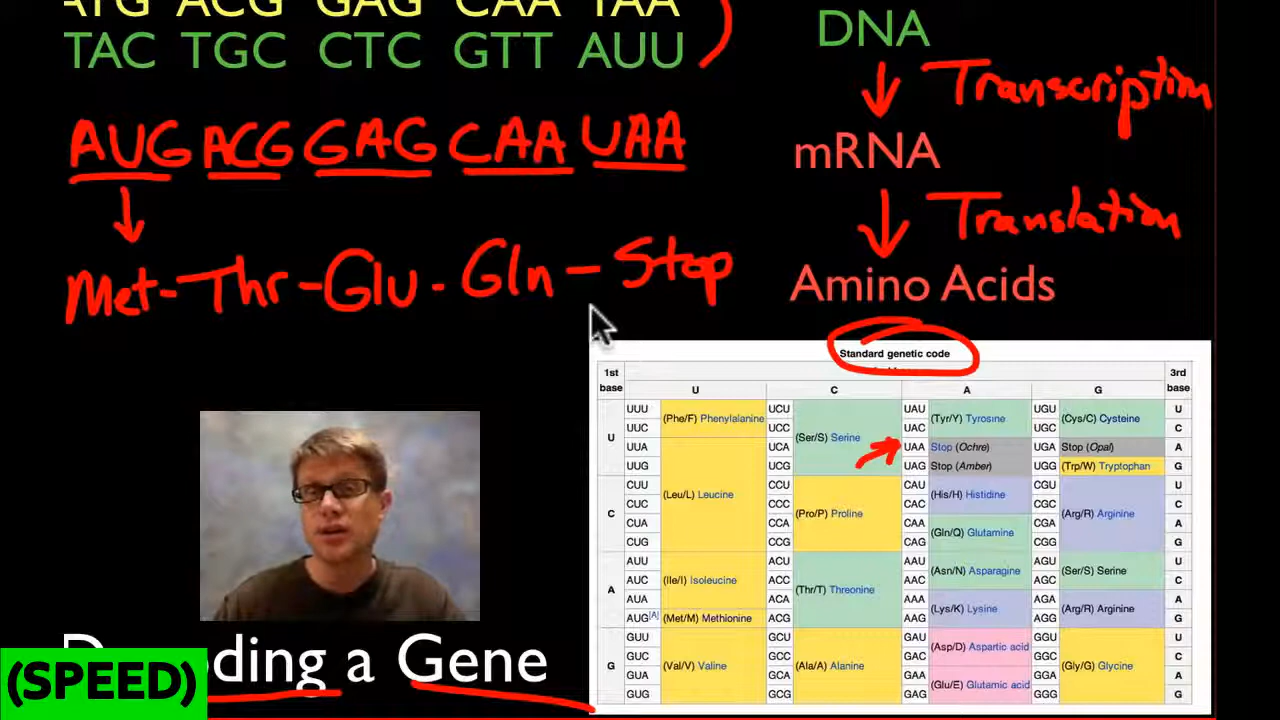 ATG ACG GAG CAA TAA
TAC TGC CTC GTT AUU
AUG ACG GAG CAA UAA
Met-Thr-Glu-Gln-Stop
DNA
Transcription
mRNA
Translation
Amino Acids
Standard genetic code
1st base
3rd base
U C A G
U
UUU (Phe/F) Phenylalanine UCU (Ser/S) Serine UAU (Tyr/Y) Tyrosine UGU (Cys/C) Cysteine U
UUC UCC UAC UGC C
UUA (Leu/L) Leucine UCA UAA Stop (Ochre) UGA Stop (Opal) A
UUG UCG UAG Stop (Amber) UGG (Trp/W) Tryptophan G
C
CUU CCU (Pro/P) Proline CAU (His/H) Histidine CGU (Arg/R) Arginine U
CUC CCC CAC CGC C
CUA CCA CAA (Gln/Q) Glutamine CGA A
CUG CCG CAG CGG G
A
AUU (Ile/I) Isoleucine ACU (Thr/T) Threonine AAU (Asn/N) Asparagine AGU (Ser/S) Serine U
AUC ACC AAC AGC C
AUA ACA AAA (Lys/K) Lysine AGA (Arg/R) Arginine A
AUG[A] (Met/M) Methionine ACG AAG AGG G
G
GUU (Val/V) Valine GCU (Ala/A) Alanine GAU (Asp/D) Aspartic acid GGU (Gly/G) Glycine U
GUC GCC GAC GGC C
GUA GCA GAA (Glu/E) Glutamic acid GGA A
GUG GCG GAG GGG G
oding a Gene
(SPEED)